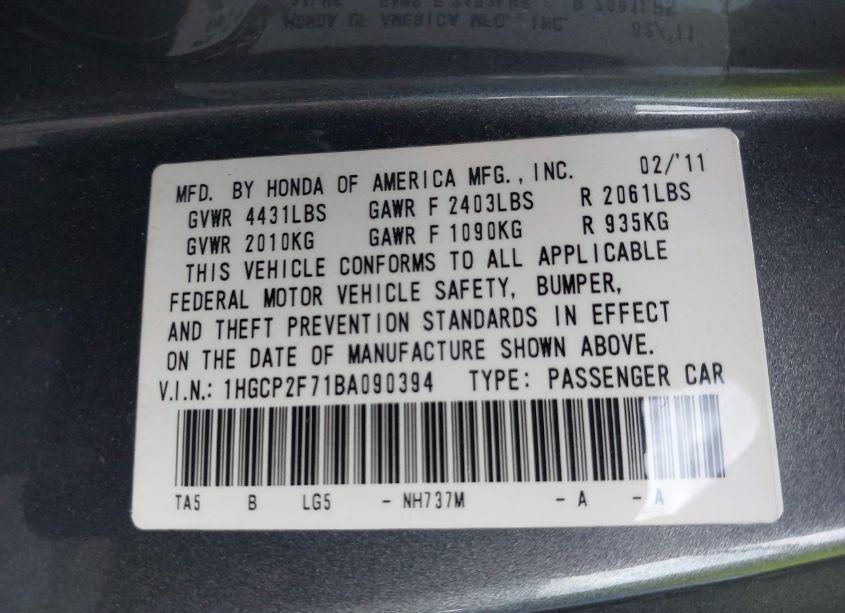 MFD. BY HONDA OF AMERICA MFG., INC. 02/'11
GVWR 4431LBS GAWR F 2403LBS R 2061LBS
GVWR 2010KG GAWR F 1090KG R 935KG
THIS VEHICLE CONFORMS TO ALL APPLICABLE
FEDERAL MOTOR VEHICLE SAFETY, BUMPER,
AND THEFT PREVENTION STANDARDS IN EFFECT
ON THE DATE OF MANUFACTURE SHOWN ABOVE.
V.I.N.: 1HGCP2F71BA090394 TYPE: PASSENGER CAR
TA5 B LG5 - NH737M - A - A